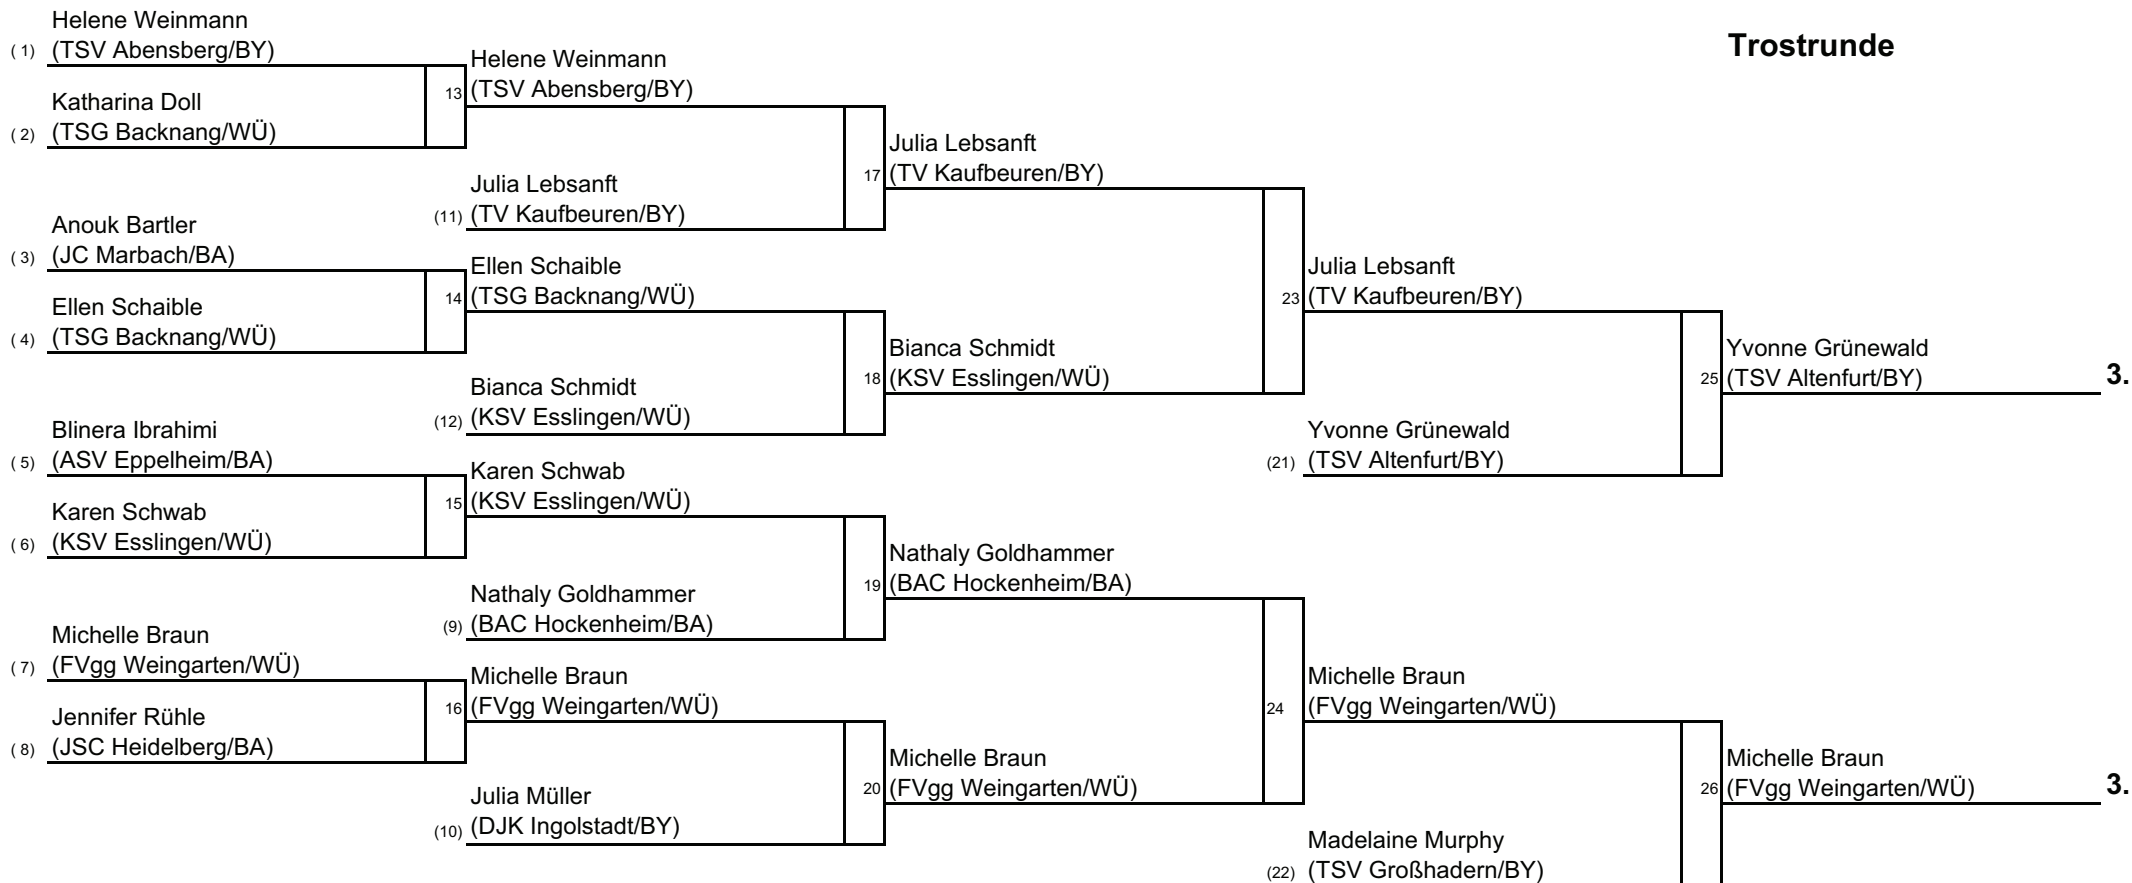 Trostrunde
Helene Weinmann
( 1) (TSV Abensberg/BY)
Katharina Doll
( 2) (TSG Backnang/WÜ)
Anouk Bartler
( 3) (JC Marbach/BA)
Ellen Schaible
( 4) (TSG Backnang/WÜ)
Blinera Ibrahimi
( 5) (ASV Eppelheim/BA)
Karen Schwab
( 6) (KSV Esslingen/WÜ)
Michelle Braun
( 7) (FVgg Weingarten/WÜ)
Jennifer Rühle
( 8) (JSC Heidelberg/BA)
Helene Weinmann
13 (TSV Abensberg/BY)
Julia Lebsanft
(11) (TV Kaufbeuren/BY)
Ellen Schaible
14 (TSG Backnang/WÜ)
Bianca Schmidt
(12) (KSV Esslingen/WÜ)
Karen Schwab
15 (KSV Esslingen/WÜ)
Nathaly Goldhammer
(9) (BAC Hockenheim/BA)
Michelle Braun
16 (FVgg Weingarten/WÜ)
Julia Müller
(10) (DJK Ingolstadt/BY)
Julia Lebsanft
17 (TV Kaufbeuren/BY)
Bianca Schmidt
18 (KSV Esslingen/WÜ)
Nathaly Goldhammer
19 (BAC Hockenheim/BA)
Michelle Braun
20 (FVgg Weingarten/WÜ)
Julia Lebsanft
23 (TV Kaufbeuren/BY)
Yvonne Grünewald
(21) (TSV Altenfurt/BY)
Michelle Braun
24 (FVgg Weingarten/WÜ)
Madelaine Murphy
(22) (TSV Großhadern/BY)
Yvonne Grünewald
25 (TSV Altenfurt/BY) 3.
Michelle Braun
26 (FVgg Weingarten/WÜ) 3.